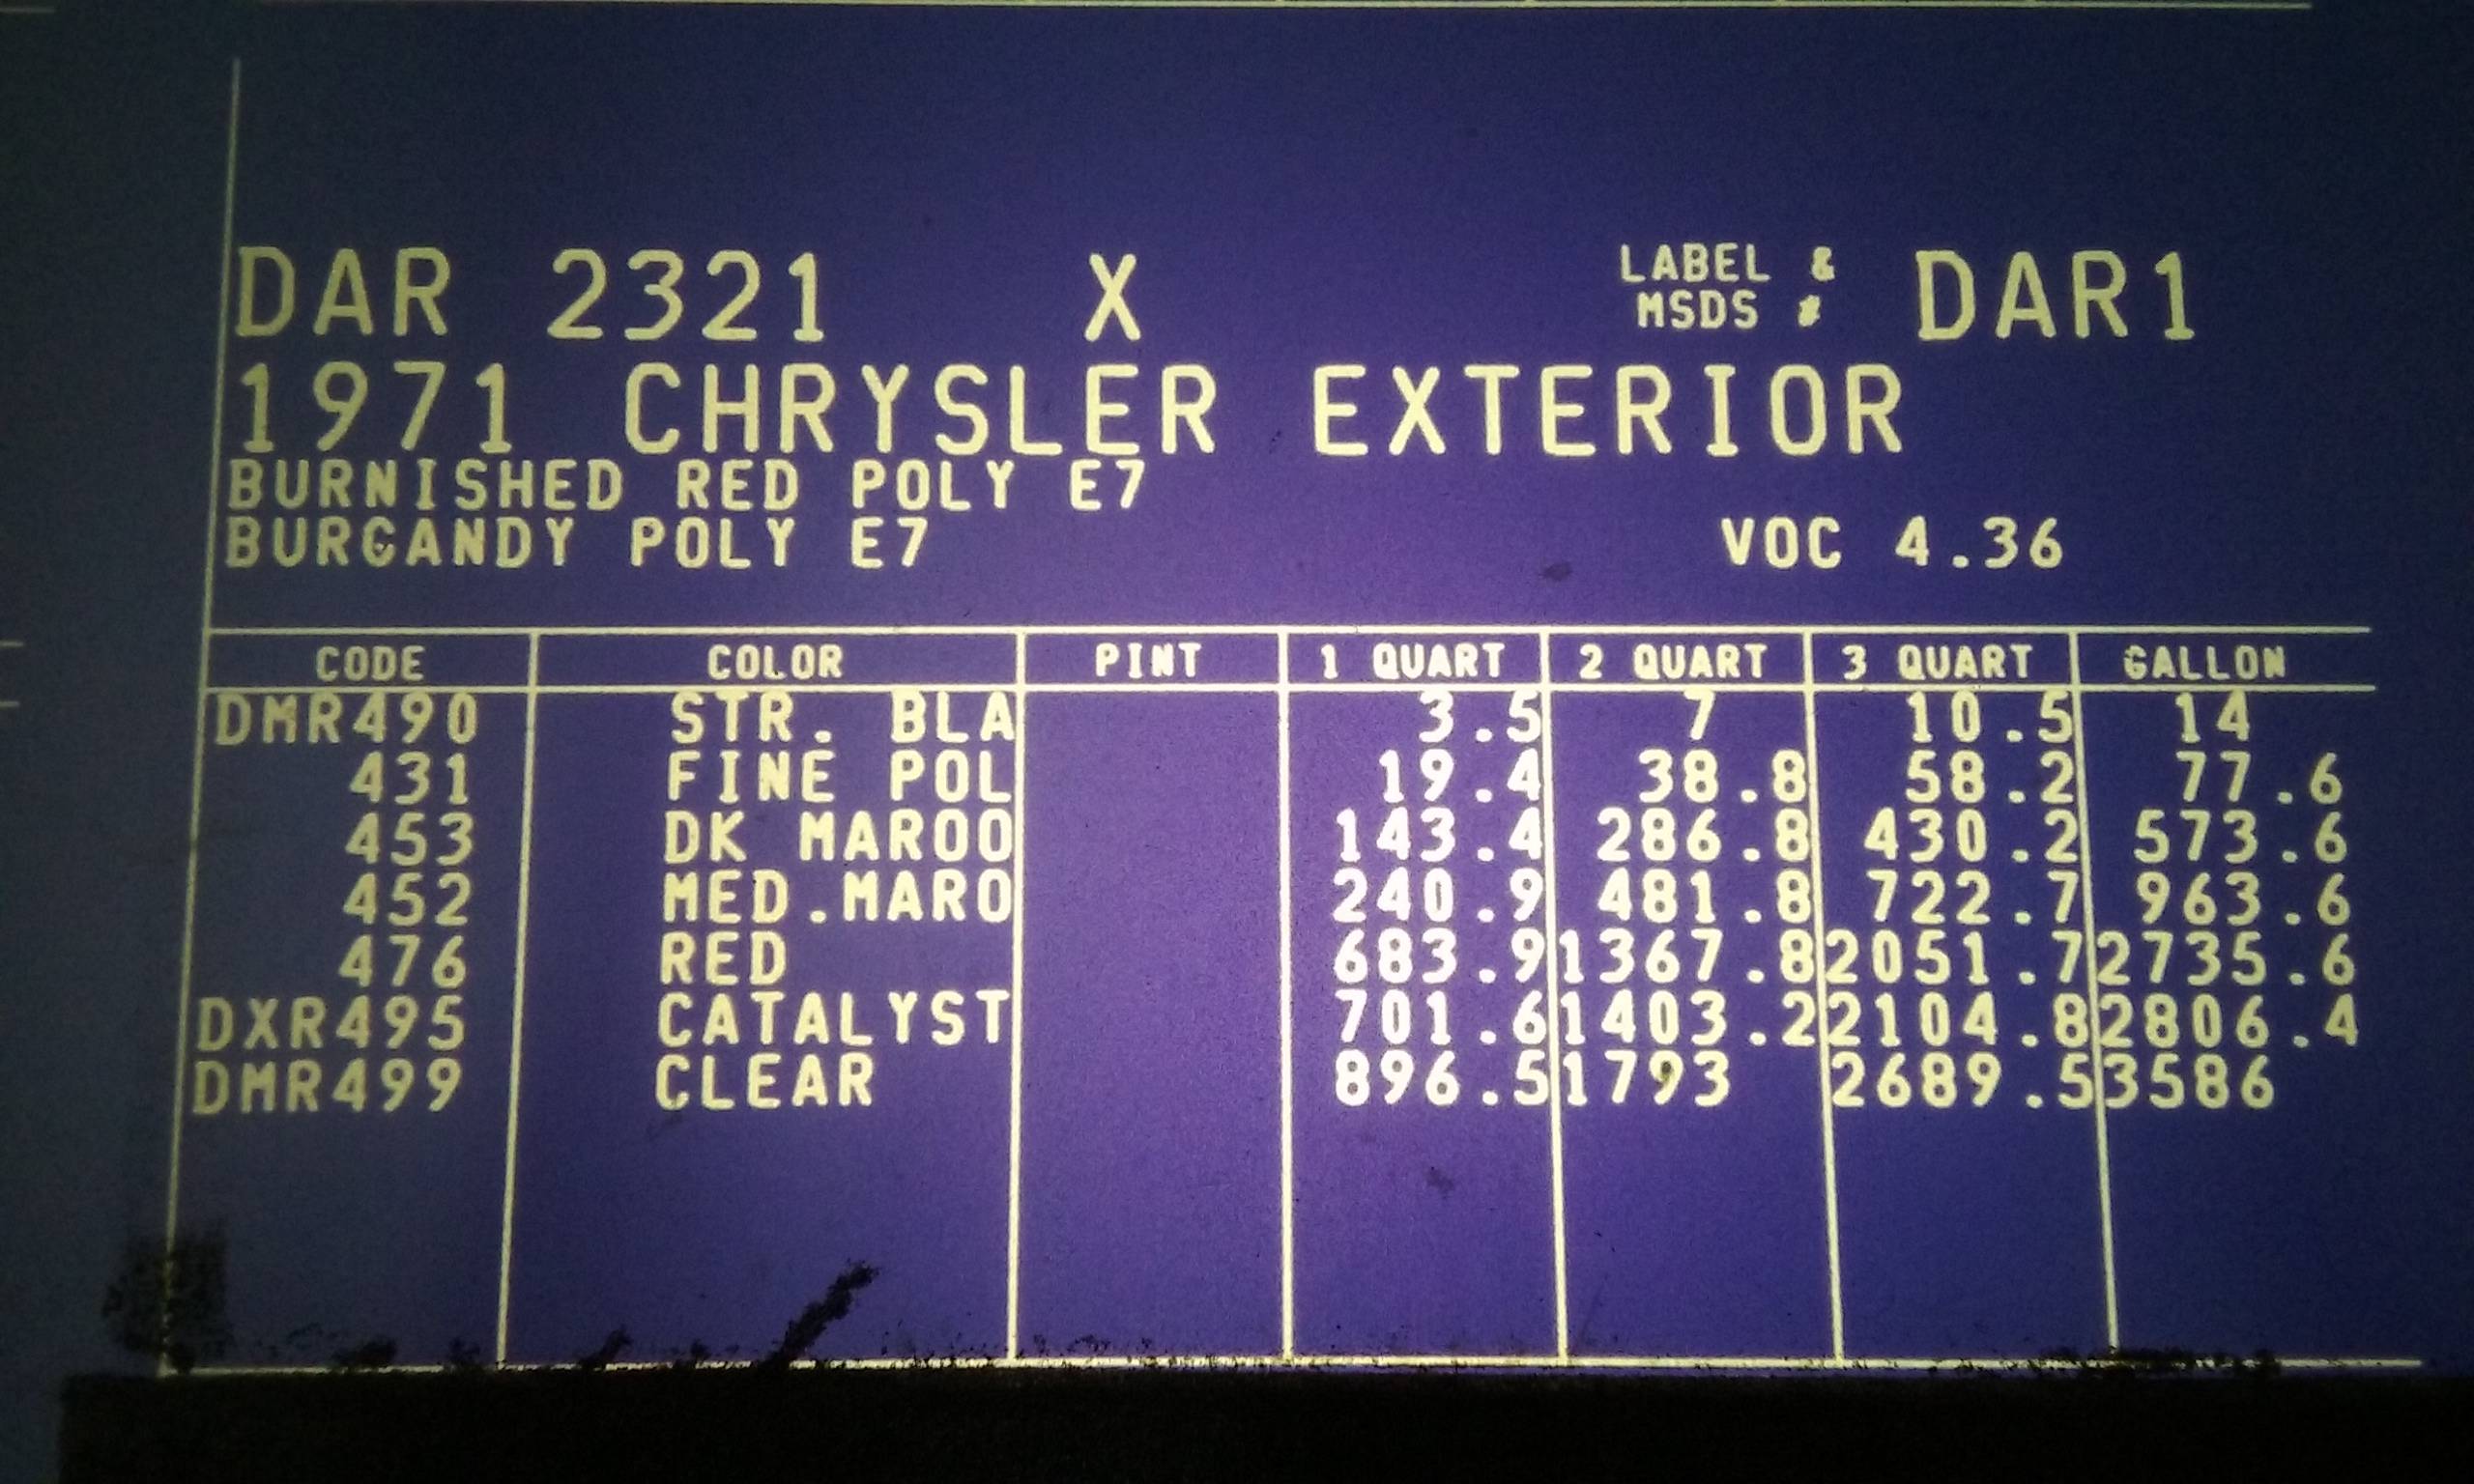 DAR 2321 X LABEL & MSDS # DAR1
1971 CHRYSLER EXTERIOR
BURNISHED RED POLY E7
BURGANDY POLY E7 VOC 4.36
CODE COLOR PINT 1 QUART 2 QUART 3 QUART GALLON
DMR490 STR. BLA 3.5 7 10.5 14
431 FINE POL 19.4 38.8 58.2 77.6
453 DK MAROO 143.4 286.8 430.2 573.6
452 MED.MARO 240.9 481.8 722.7 963.6
476 RED 683.9 1367.8 2051.7 2735.6
DXR495 CATALYST 701.6 1403.2 2104.8 2806.4
DMR499 CLEAR 896.5 1793 2689.5 3586